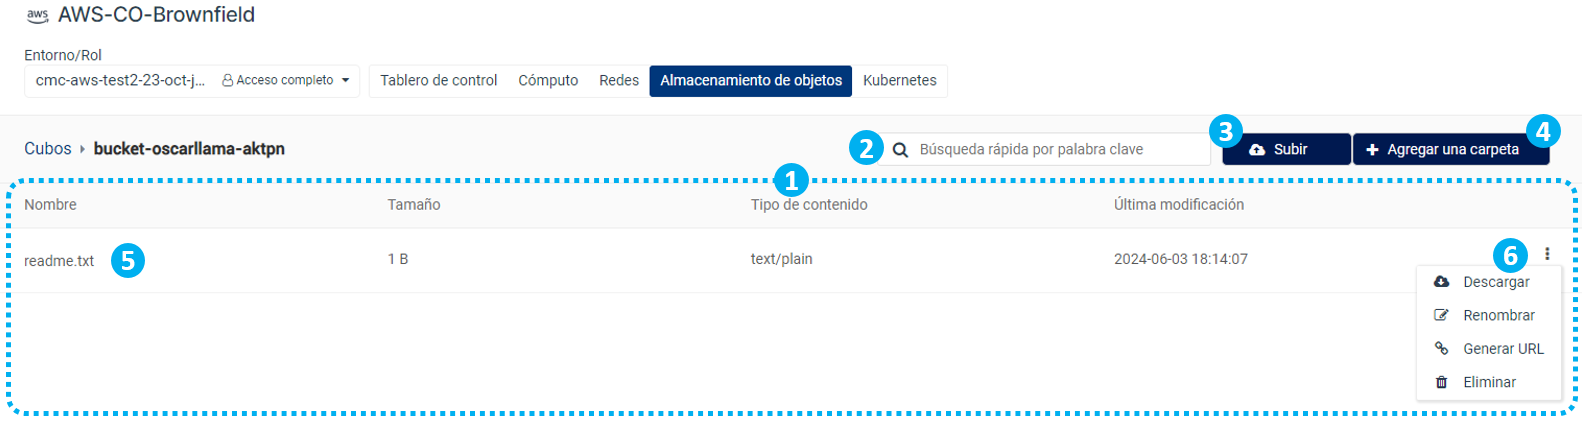 aws AWS-CO-Brownfield
Entorno/Rol
cmc-aws-test2-23-oct-j... Acceso completo Tablero de control Cómputo Redes Almacenamiento de objetos Kubernetes
Cubos › bucket-oscarllama-aktpn 2 Búsqueda rápida por palabra clave 3 Subir 4 + Agregar una carpeta
1
Nombre Tamaño Tipo de contenido Última modificación
readme.txt 5 1 B text/plain 2024-06-03 18:14:07 6
Descargar
Renombrar
Generar URL
Eliminar